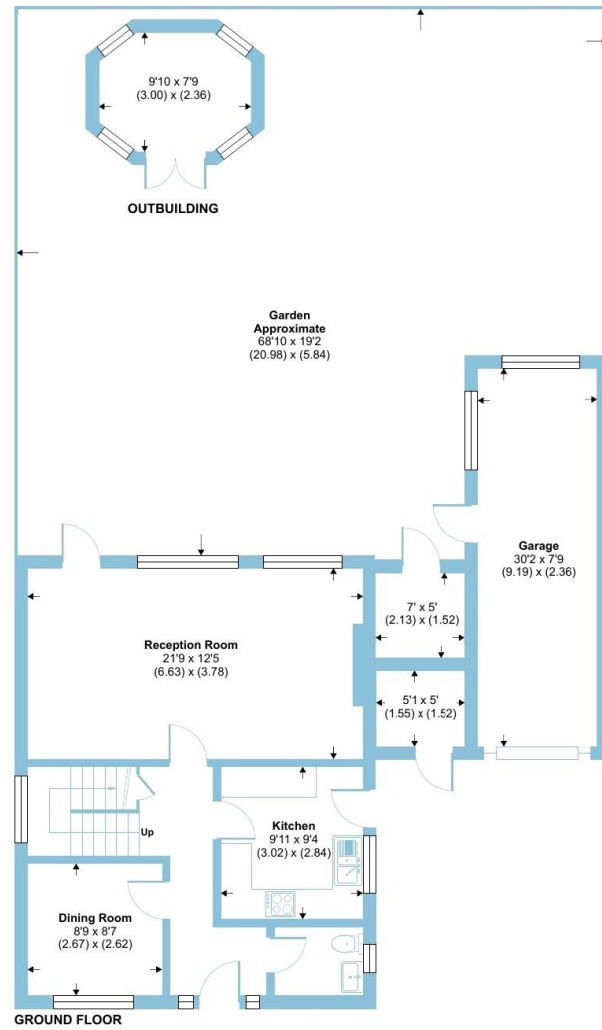 9'10 x 7'9
(3.00) x (2.36)
OUTBUILDING
Garden
Approximate
68'10 x 19'2
(20.98) x (5.84)
Garage
30'2 x 7'9
(9.19) x (2.36)
7' x 5'
(2.13) x (1.52)
Reception Room
21'9 x 12'5
(6.63) x (3.78)
5'1 x 5'
(1.55) x (1.52)
Up
Kitchen
9'11 x 9'4
(3.02) x (2.84)
Dining Room
8'9 x 8'7
(2.67) x (2.62)
GROUND FLOOR